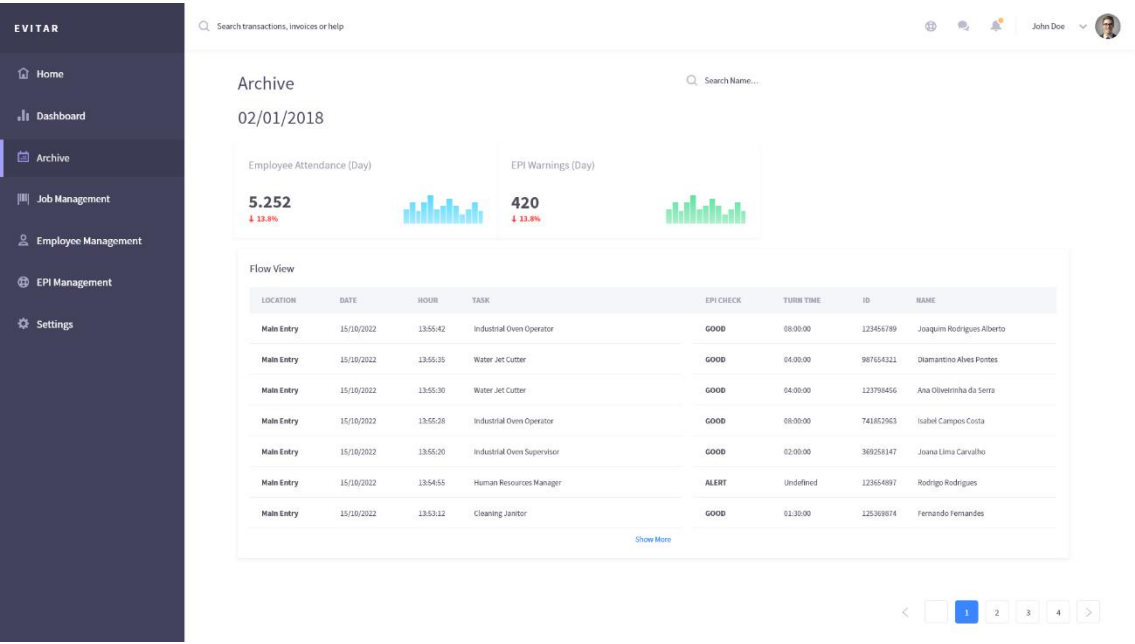 EVITAR
Search transactions, invoices or help
John Doe
Home
Dashboard
Archive
Job Management
Employee Management
EPI Management
Settings
Archive
Search Name...
02/01/2018
Employee Attendance (Day)
5.252
↓ 13.8%
EPI Warnings (Day)
420
↓ 13.8%
Flow View
LOCATION DATE HOUR TASK EPI CHECK TURN TIME ID NAME
Main Entry 15/10/2022 13:55:42 Industrial Oven Operator GOOD 08:00:00 123456789 Joaquim Rodrigues Alberto
Main Entry 15/10/2022 13:55:35 Water Jet Cutter GOOD 04:00:00 987654321 Diamantino Alves Pontes
Main Entry 15/10/2022 13:55:30 Water Jet Cutter GOOD 04:00:00 123798456 Ana Oliveirinha da Serra
Main Entry 15/10/2022 13:55:28 Industrial Oven Operator GOOD 08:00:00 741852963 Isabel Campos Costa
Main Entry 15/10/2022 13:55:20 Industrial Oven Supervisor GOOD 02:00:00 369258147 Joana Lima Carvalho
Main Entry 15/10/2022 13:54:55 Human Resources Manager ALERT Undefined 123654897 Rodrigo Rodrigues
Main Entry 15/10/2022 13:53:12 Cleaning Janitor GOOD 01:30:00 125369874 Fernando Fernandes
Show More
1 2 3 4